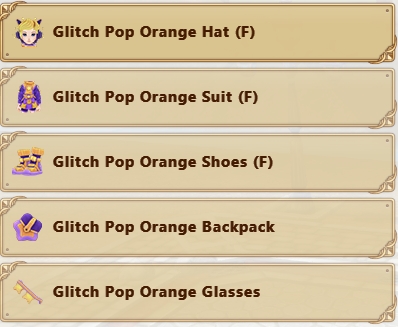 Glitch Pop Orange Hat (F)
Glitch Pop Orange Suit (F)
Glitch Pop Orange Shoes (F)
Glitch Pop Orange Backpack
Glitch Pop Orange Glasses